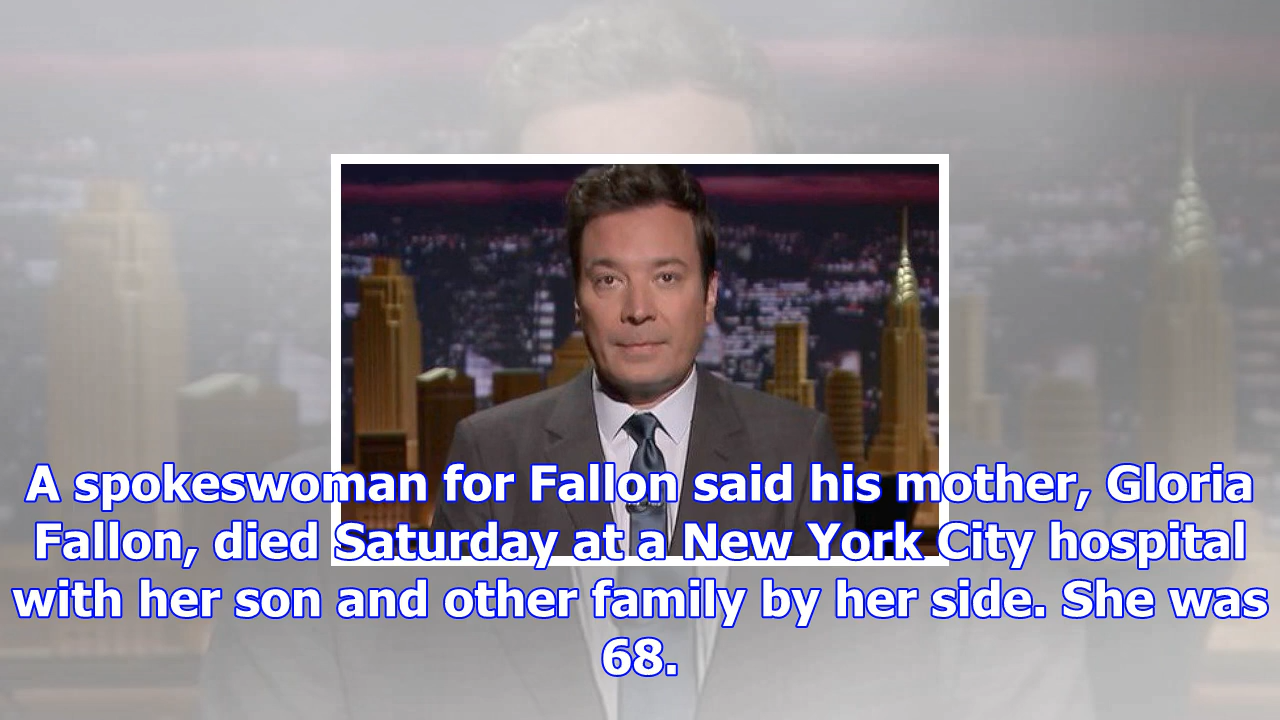 A spokeswoman for Fallon said his mother, Gloria
Fallon, died Saturday at a New York City hospital
with her son and other family by her side. She was
68.